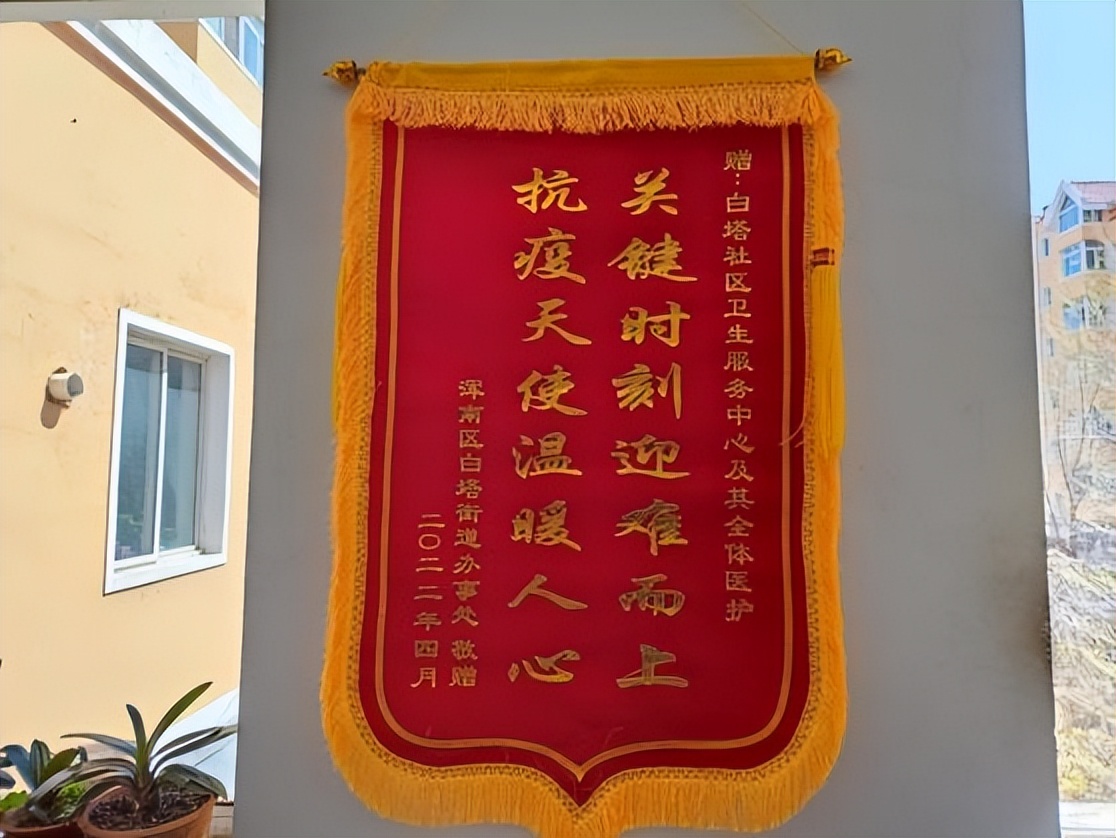 赠：白塔社区卫生服务中心及其全体医护
关键时刻迎难而上
抗疫天使温暖人心
浑南区白塔街道办事处 敬赠
二〇二二年四月